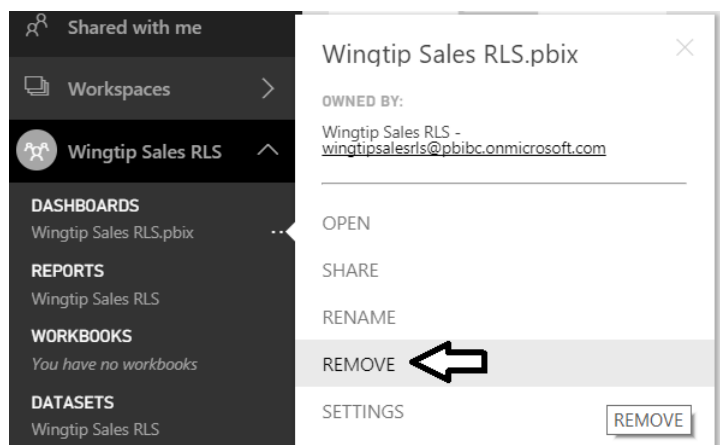 Shared with me
Workspaces
Wingtip Sales RLS
DASHBOARDS
Wingtip Sales RLS.pbix
REPORTS
Wingtip Sales RLS
WORKBOOKS
You have no workbooks
DATASETS
Wingtip Sales RLS
Wingtip Sales RLS.pbix
OWNED BY:
Wingtip Sales RLS -
wingtipsalesrls@pbibc.onmicrosoft.com
OPEN
SHARE
RENAME
REMOVE
SETTINGS
REMOVE